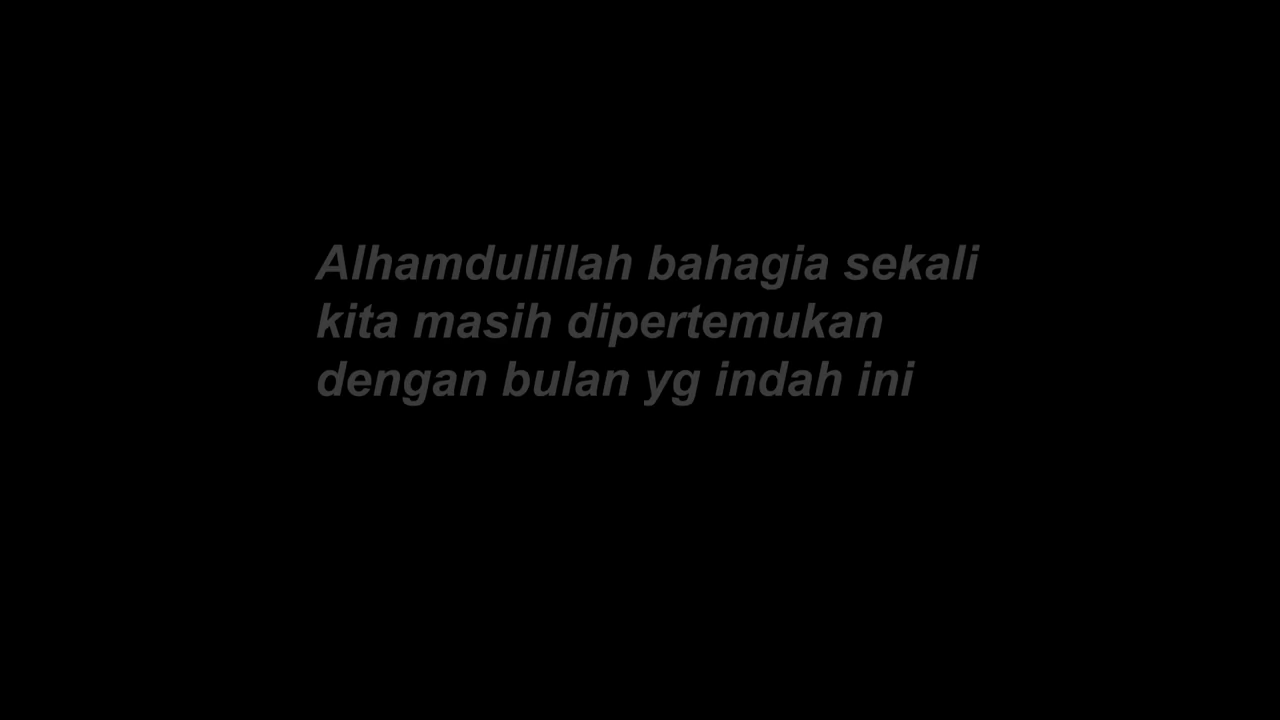 Alhamdulillah bahagia sekali
kita masih dipertemukan
dengan bulan yg indah ini